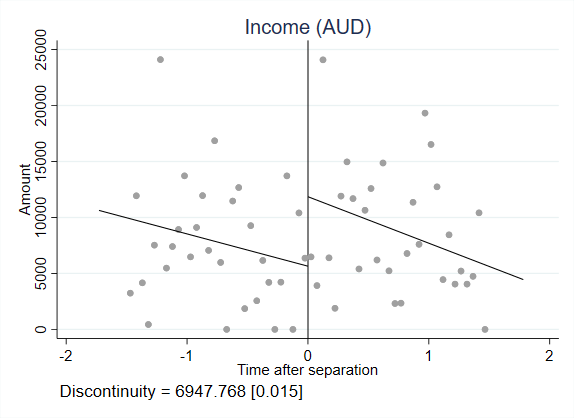 Income (AUD)
Amount
25000
20000
15000
10000
5000
0
-2 -1 0 1 2
Time after separation
Discontinuity = 6947.768 [0.015]